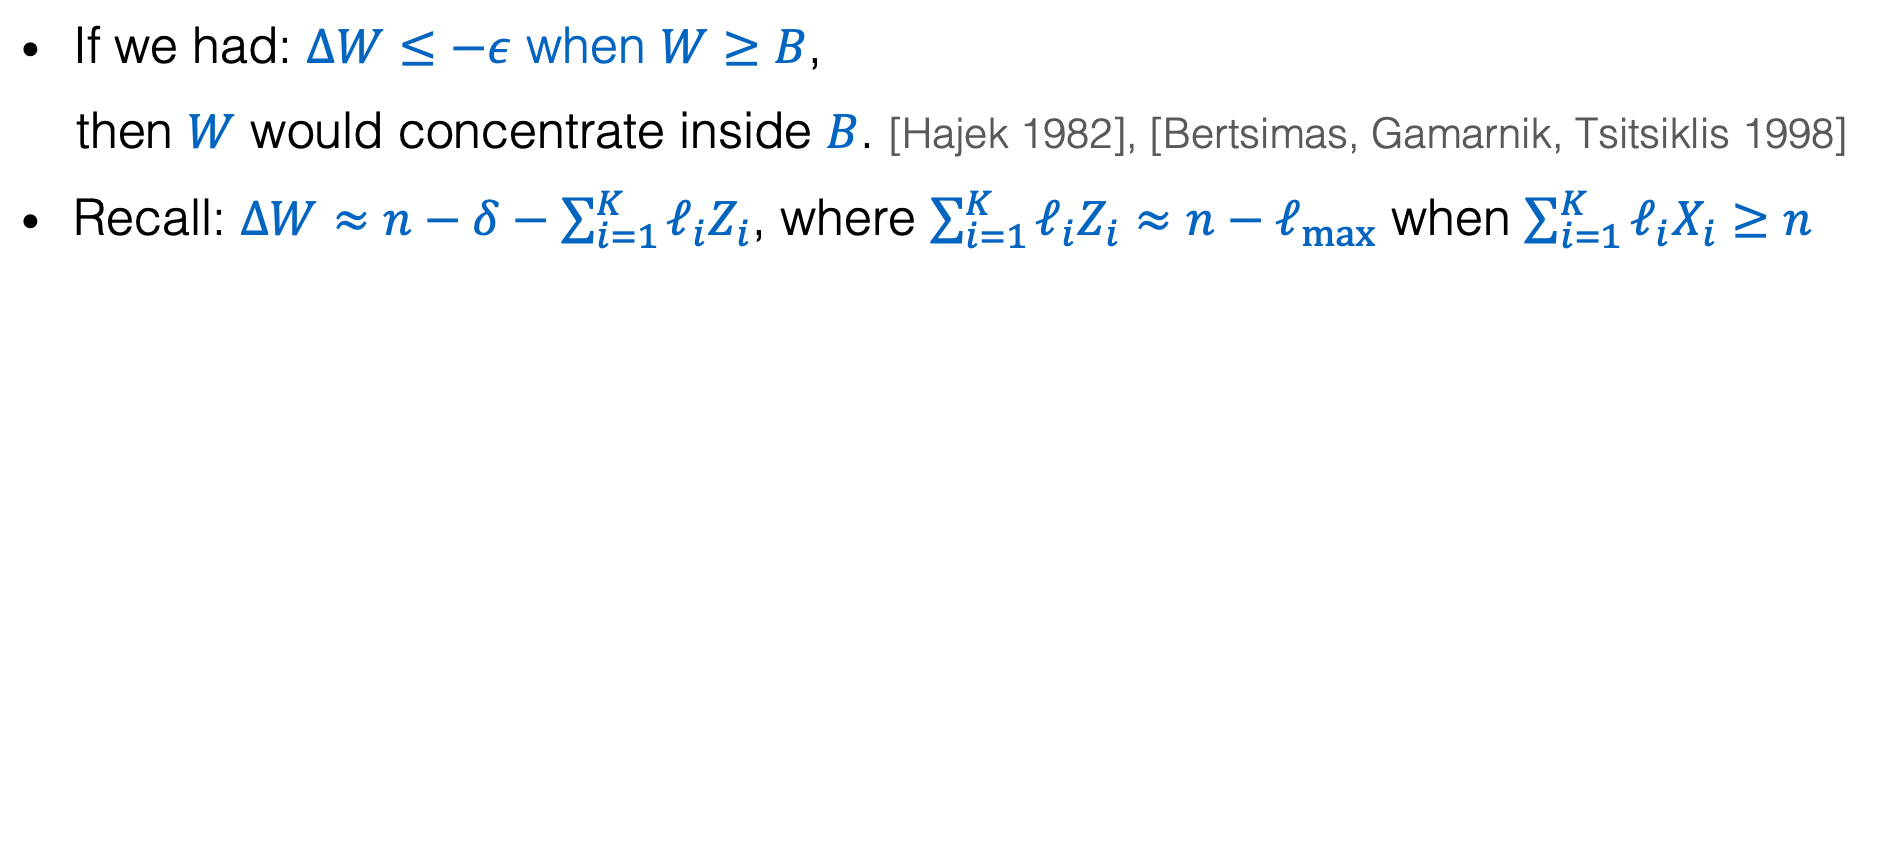 • If we had: ΔW ≤ −ϵ when W ≥ B,
then W would concentrate inside B. [Hajek 1982], [Bertsimas, Gamarnik, Tsitsiklis 1998]
• Recall: ΔW ≈ n − δ − ∑_{i=1}^{K} ℓ_i Z_i, where ∑_{i=1}^{K} ℓ_i Z_i ≈ n − ℓ_max when ∑_{i=1}^{K} ℓ_i X_i ≥ n